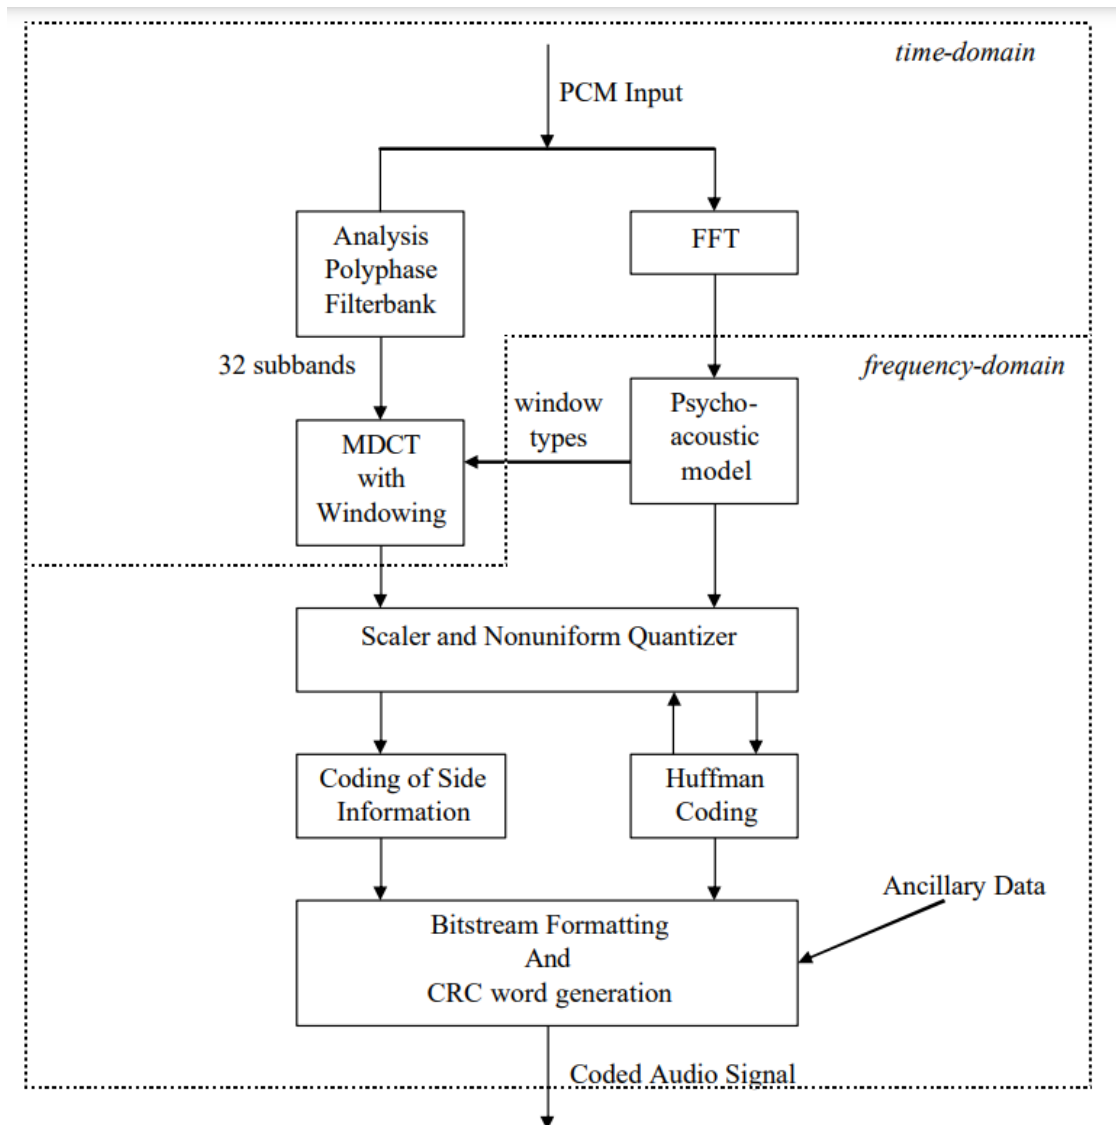 time-domain
PCM Input
Analysis
Polyphase
Filterbank
FFT
32 subbands
frequency-domain
window
types
Psycho-
acoustic
model
MDCT
with
Windowing
Scaler and Nonuniform Quantizer
Coding of Side
Information
Huffman
Coding
Ancillary Data
Bitstream Formatting
And
CRC word generation
Coded Audio Signal